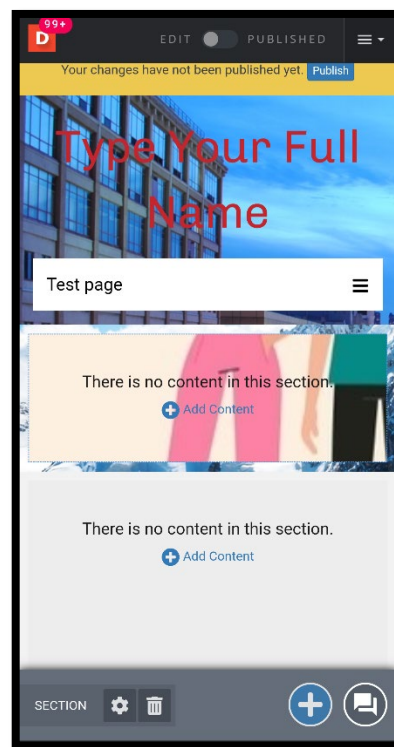 99+
D
EDIT PUBLISHED
Your changes have not been published yet. Publish
Type Your Full
Name
Test page
There is no content in this section.
Add Content
There is no content in this section.
Add Content
SECTION